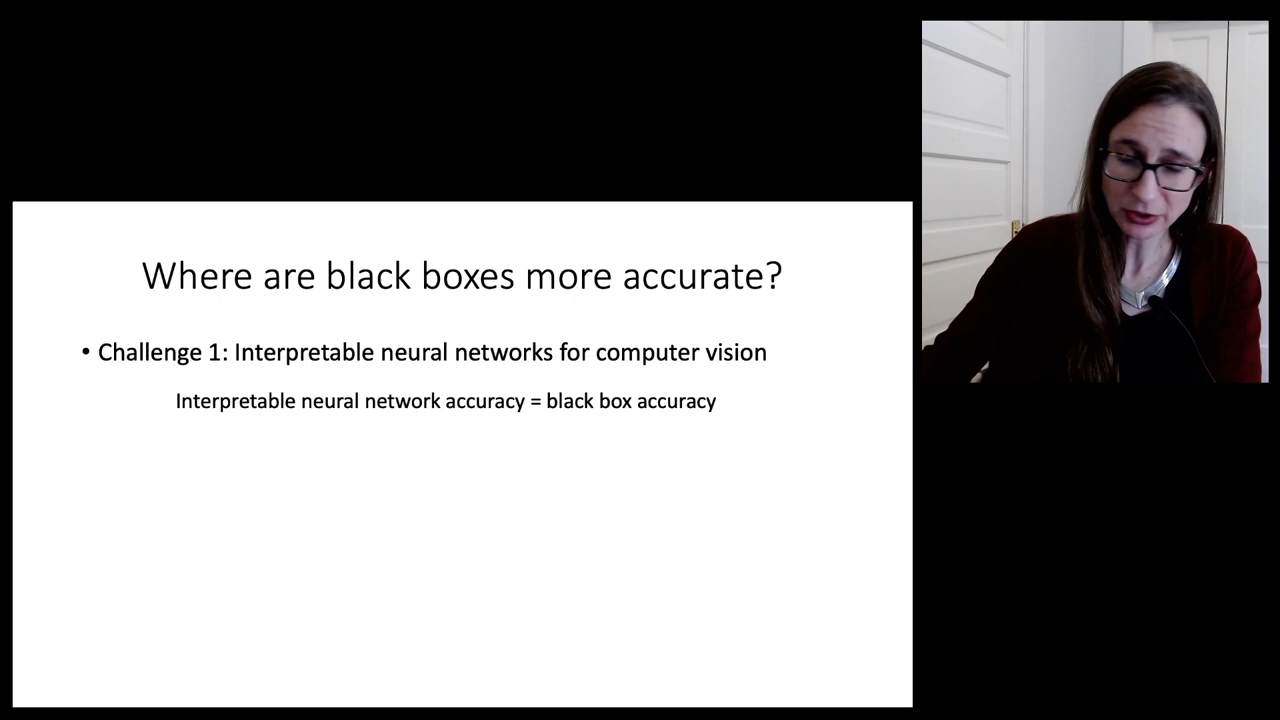 Where are black boxes more accurate?
• Challenge 1: Interpretable neural networks for computer vision
Interpretable neural network accuracy = black box accuracy